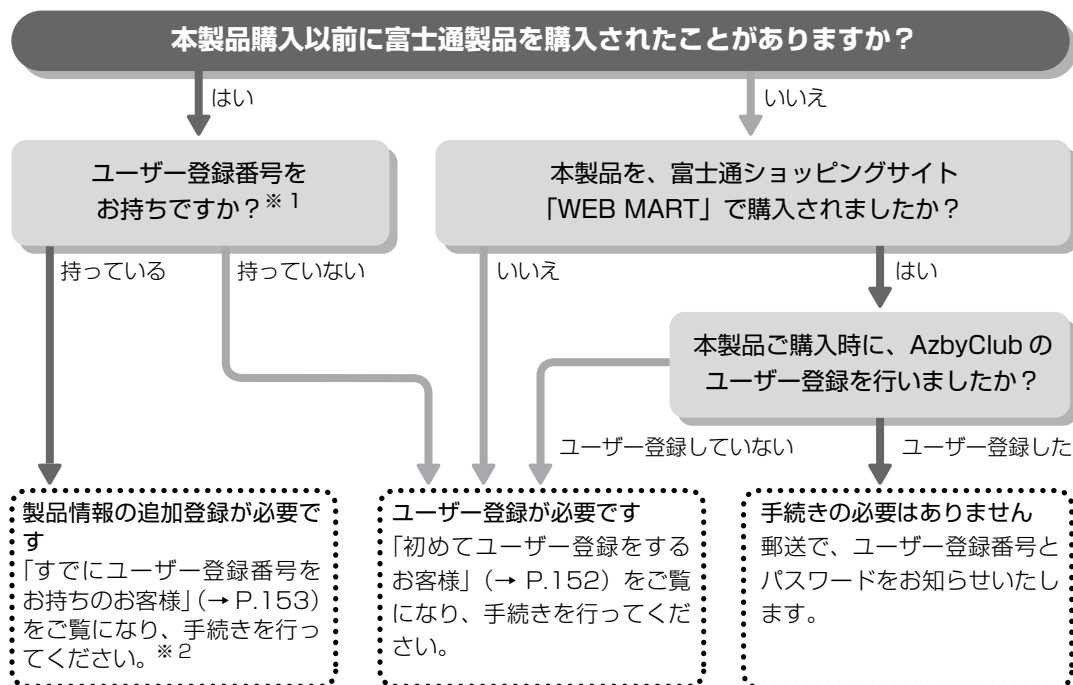 本製品購入以前に富士通製品を購入されたことがありますか？
はい
いいえ
ユーザー登録番号を
お持ちですか？※1
本製品を、富士通ショッピングサイト
「WEB MART」で購入されましたか？
持っている
持っていない
いいえ
はい
本製品ご購入時に、AzbyClub の
ユーザー登録を行いましたか？
ユーザー登録していない
ユーザー登録した
製品情報の追加登録が必要で
す
「すでにユーザー登録番号を
お持ちのお客様」（→ P.153）
をご覧になり、手続きを行っ
てください。※2
ユーザー登録が必要です
「初めてユーザー登録をする
お客様」（→ P.152）をご覧
になり、手続きを行ってくだ
さい。
手続きの必要はありません
郵送で、ユーザー登録番号と
パスワードをお知らせいたし
ます。